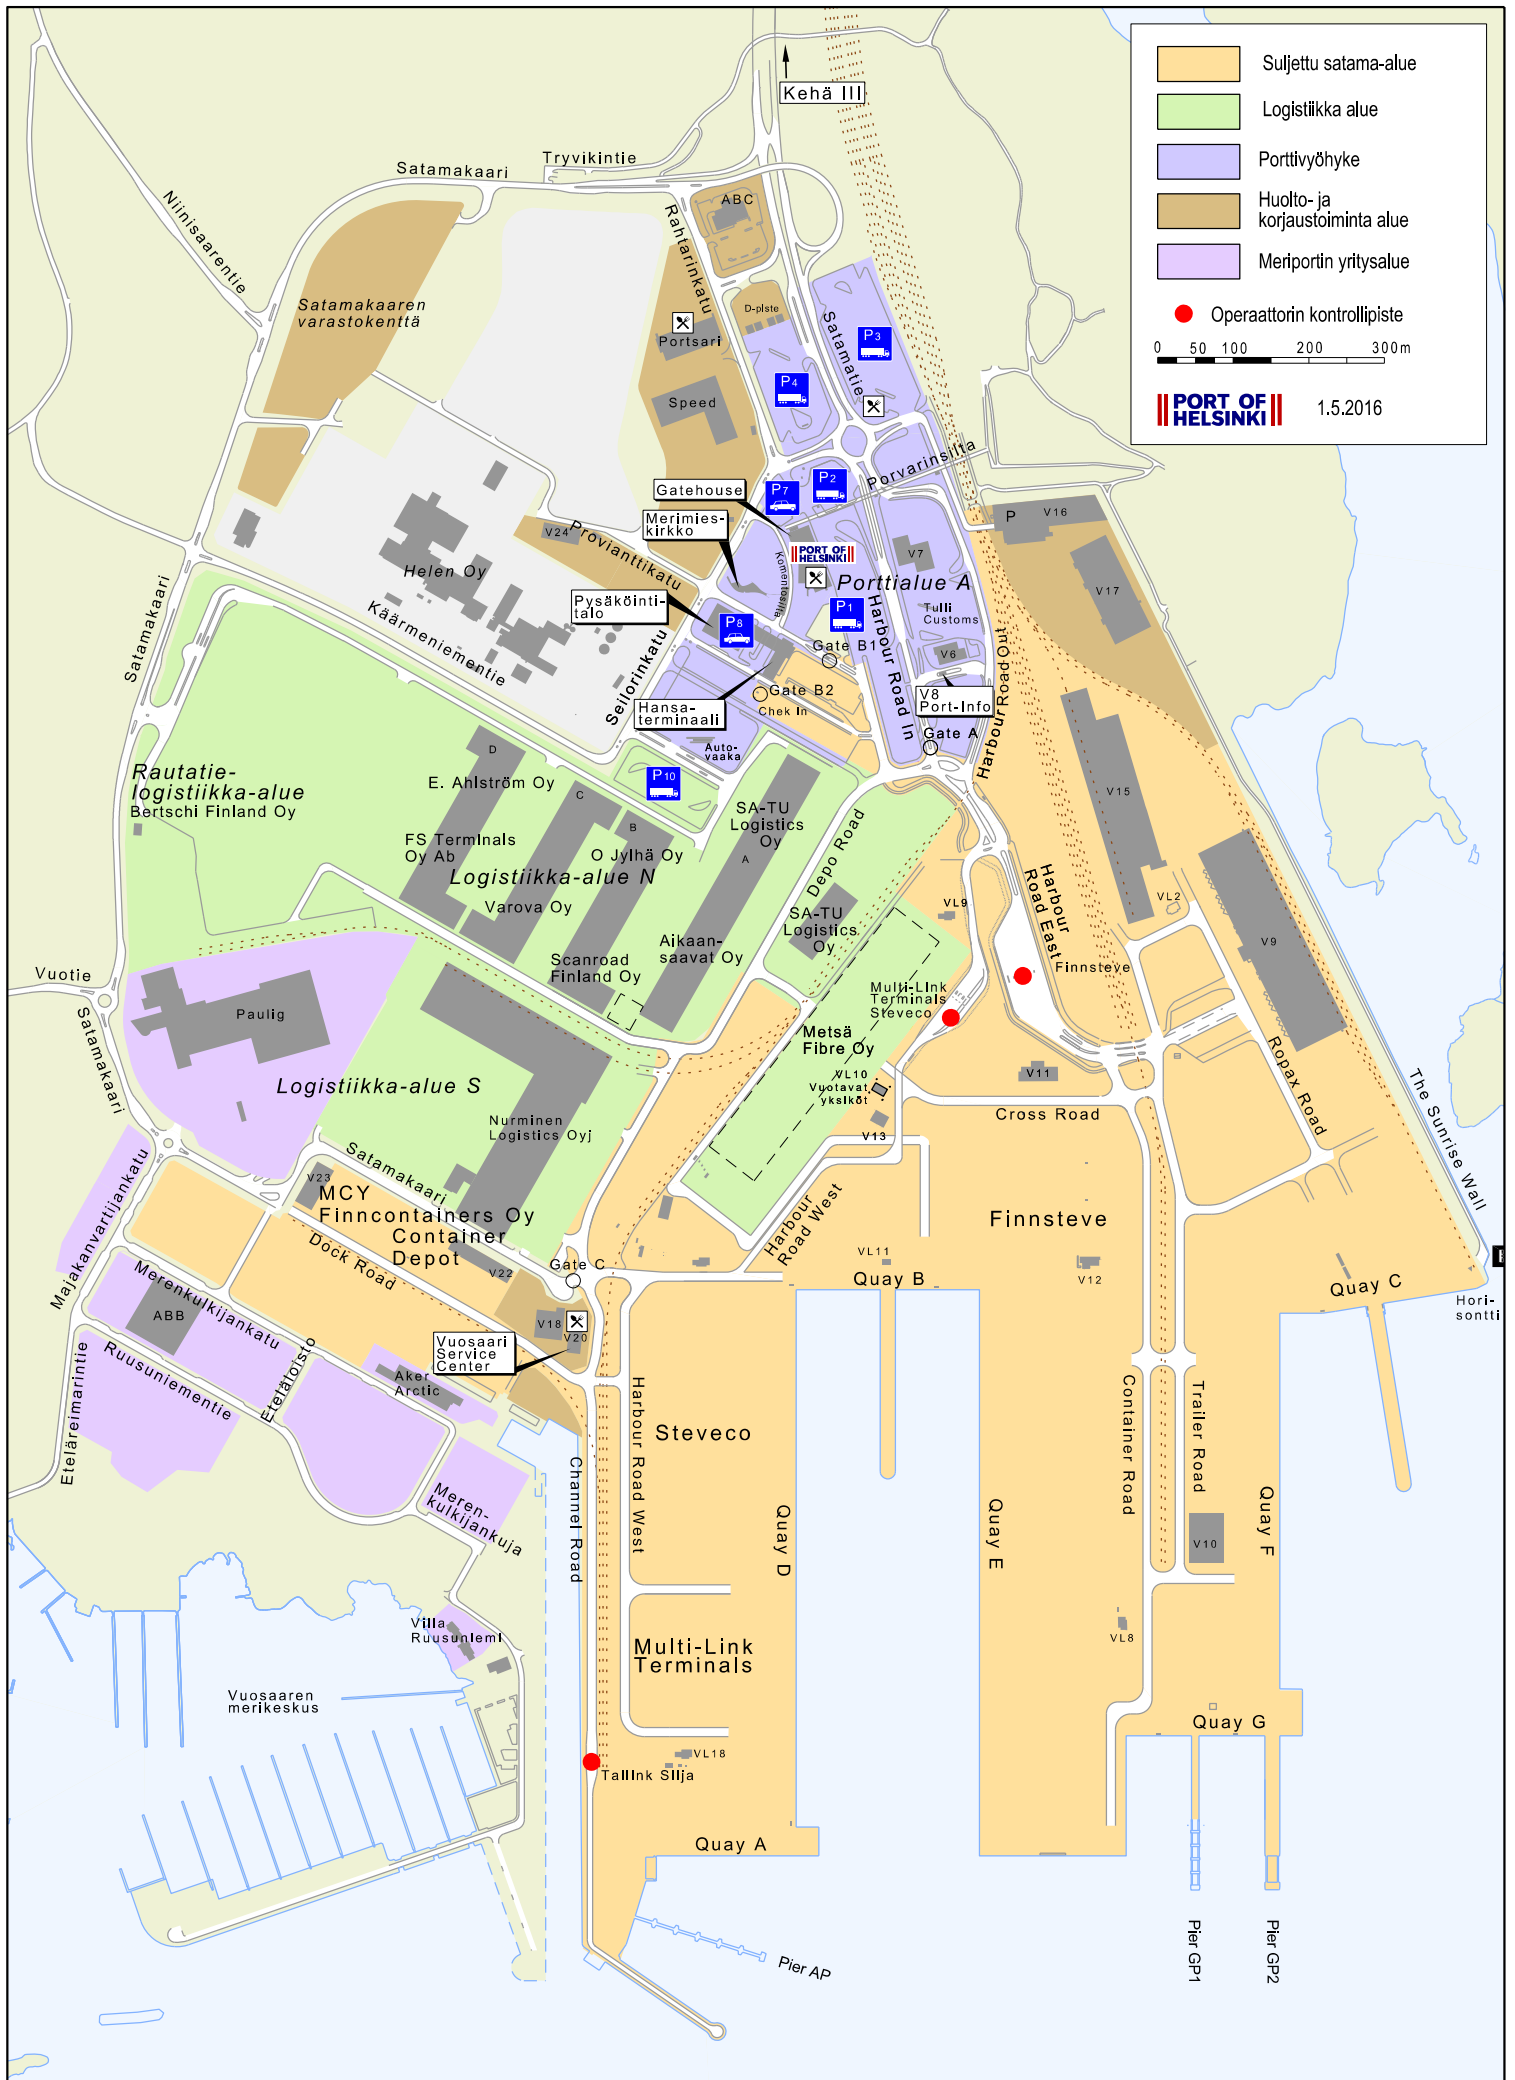 Suljettu satama-alue
Logistiikka alue
Porttivyöhyke
Huolto- ja
korjaustoiminta alue
Meriportin yritysalue
Operaattorin kontrollipiste
0 50 100 200 300m
PORT OF
HELSINKI
1.5.2016
Kehä III
Tryvikintie
Satamakaari
Niinisaarentie
Rahtarinkatu
ABC
Satamakaaren
varastokenttä
D-plste
Satamatie
P3
Portsari
P4
Speed
Porvarinsilta
Gatehouse
P7
P2
Merimies-
kirkko
P
V16
V24
Provianttikatu
PORT OF
HELSINKI
V7
Komentosilta
Porttialue A
Helen Oy
V17
Pysäköinti-
talo
P8
P1
Tulli
Customs
Käärmeniementie
Satamakaari
Seilorinkatu
Gate B1
V6
Harbour Road In
Harbour Road Out
Hansa-
terminaali
Gate B2
Chek In
V8
Port-Info
Gate A
Auto-
vaaka
P10
D
Rautatie-
logistiikka-alue
Bertschi Finland Oy
E. Ahlström Oy
C
B
SA-TU
Logistics
Oy
A
V15
FS Terminals
Oy Ab
O Jylhä Oy
Logistiikka-alue N
Depo Road
Varova Oy
SA-TU
Logistics
Oy
VL9
Harbour
Road East
VL2
V9
Scanroad
Finland Oy
Aikaan-
saavat Oy
Finnsteve
Vuotie
Multi-Link
Terminals
Steveco
Satamakaari
Paulig
Metsä
Fibre Oy
VL10
Vuotavat
yksiköt
V11
Ropax Road
The Sunrise Wall
Logistiikka-alue S
Cross Road
Nurminen
Logistics Oyj
V13
Satamakaari
V23
MCY
Finncontainers Oy
Container
Depot
Majakanvartijankatu
Harbour
Road West
Finnsteve
Dock Road
V22
Gate C
VL11
V12
Merenkulkijankatu
Quay B
Quay C
Hori-
sontti
ABB
V18
V20
Vuosaari
Service
Center
Ruusuniementie
Eteläloisto
Aker
Arctic
Eteläreimarintie
Harbour Road West
Steveco
Container Road
Trailer Road
Channel Road
Meren-
kulkijankuja
Quay D
Quay E
Quay F
V10
Villa
Ruusuniemi
Multi-Link
Terminals
VL8
Vuosaaren
merikeskus
Quay G
VL18
Tallink Silja
Quay A
Pier AP
Pier GP1
Pier GP2